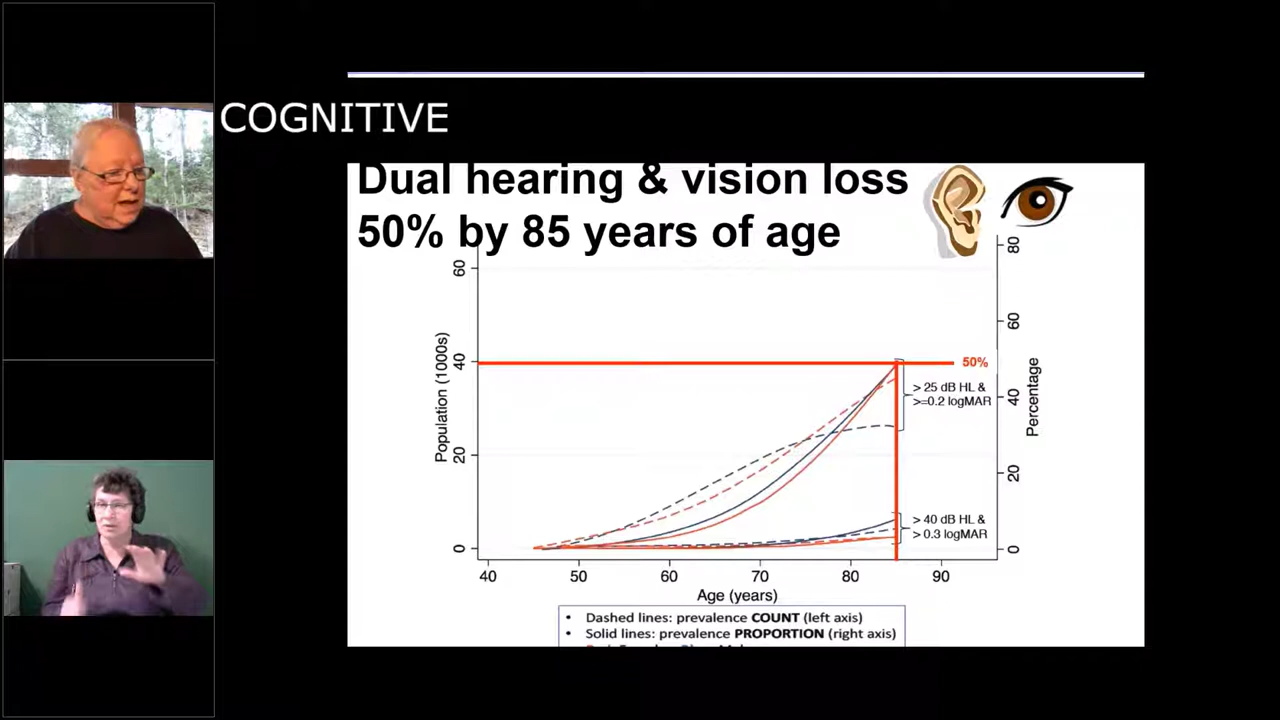 COGNITIVE
Dual hearing & vision loss
50% by 85 years of age
80
60
60
Population (1000s)
40
50%
Percentage
> 25 dB HL &
>=0.2 logMAR
40
20
20
> 40 dB HL &
> 0.3 logMAR
0
0
40
50
60
70
80
90
Age (years)
• Dashed lines: prevalence COUNT (left axis)
• Solid lines: prevalence PROPORTION (right axis)